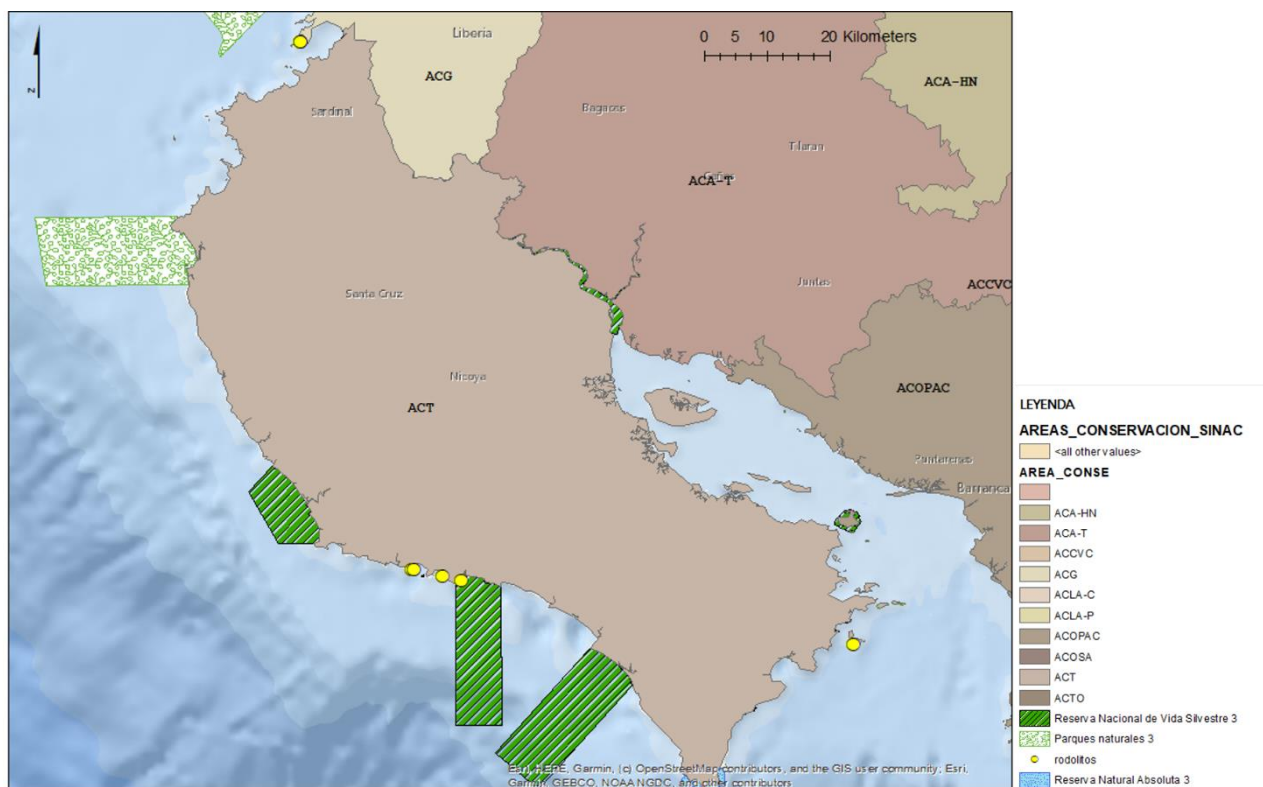 Liberia
0 5 10 20 Kilometers
N
ACG
ACA-HN
Sardinal
Bagaces
Tilaran
Cañas
ACA-T
Juntas
ACCVC
Santa Cruz
Nicoya
ACT
ACOPAC
Puntarenas
Barranca
LEYENDA
AREAS_CONSERVACION_SINAC
<all other values>
AREA_CONSE
ACA-HN
ACA-T
ACCVC
ACG
ACLA-C
ACLA-P
ACOPAC
ACOSA
ACT
ACTO
Reserva Nacional de Vida Silvestre 3
Parques naturales 3
rodolitos
Reserva Natural Absoluta 3
Esri, HERE, Garmin, (c) OpenStreetMap contributors, and the GIS user community; Esri,
Garmin, GEBCO, NOAA NGDC, and other contributors